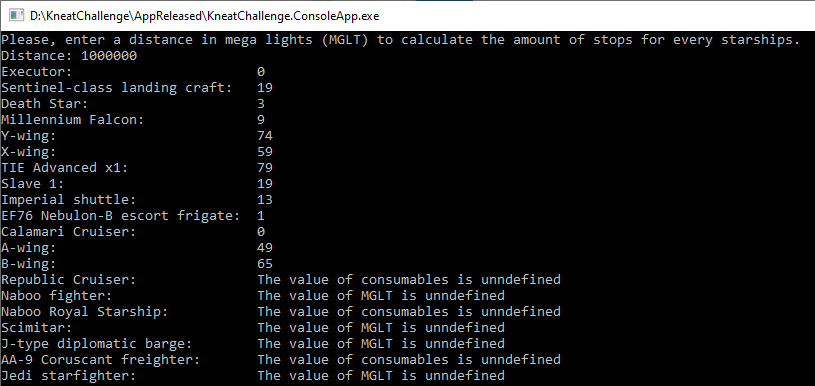 D:\KneatChallenge\AppReleased\KneatChallenge.ConsoleApp.exe
Please, enter a distance in mega lights (MGLT) to calculate the amount of stops for every starships.
Distance: 1000000
Executor: 0
Sentinel-class landing craft: 19
Death Star: 3
Millennium Falcon: 9
Y-wing: 74
X-wing: 59
TIE Advanced x1: 79
Slave 1: 19
Imperial shuttle: 13
EF76 Nebulon-B escort frigate: 1
Calamari Cruiser: 0
A-wing: 49
B-wing: 65
Republic Cruiser: The value of consumables is unndefined
Naboo fighter: The value of MGLT is unndefined
Naboo Royal Starship: The value of consumables is unndefined
Scimitar: The value of MGLT is unndefined
J-type diplomatic barge: The value of MGLT is unndefined
AA-9 Coruscant freighter: The value of consumables is unndefined
Jedi starfighter: The value of MGLT is unndefined